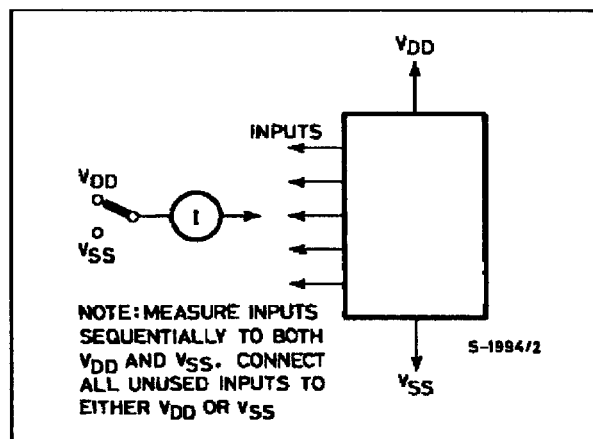 VDD
INPUTS
VDD
I
VSS
NOTE: MEASURE INPUTS
SEQUENTIALLY TO BOTH
VDD AND VSS. CONNECT
ALL UNUSED INPUTS TO
EITHER VDD OR VSS
S-1994/2
VSS